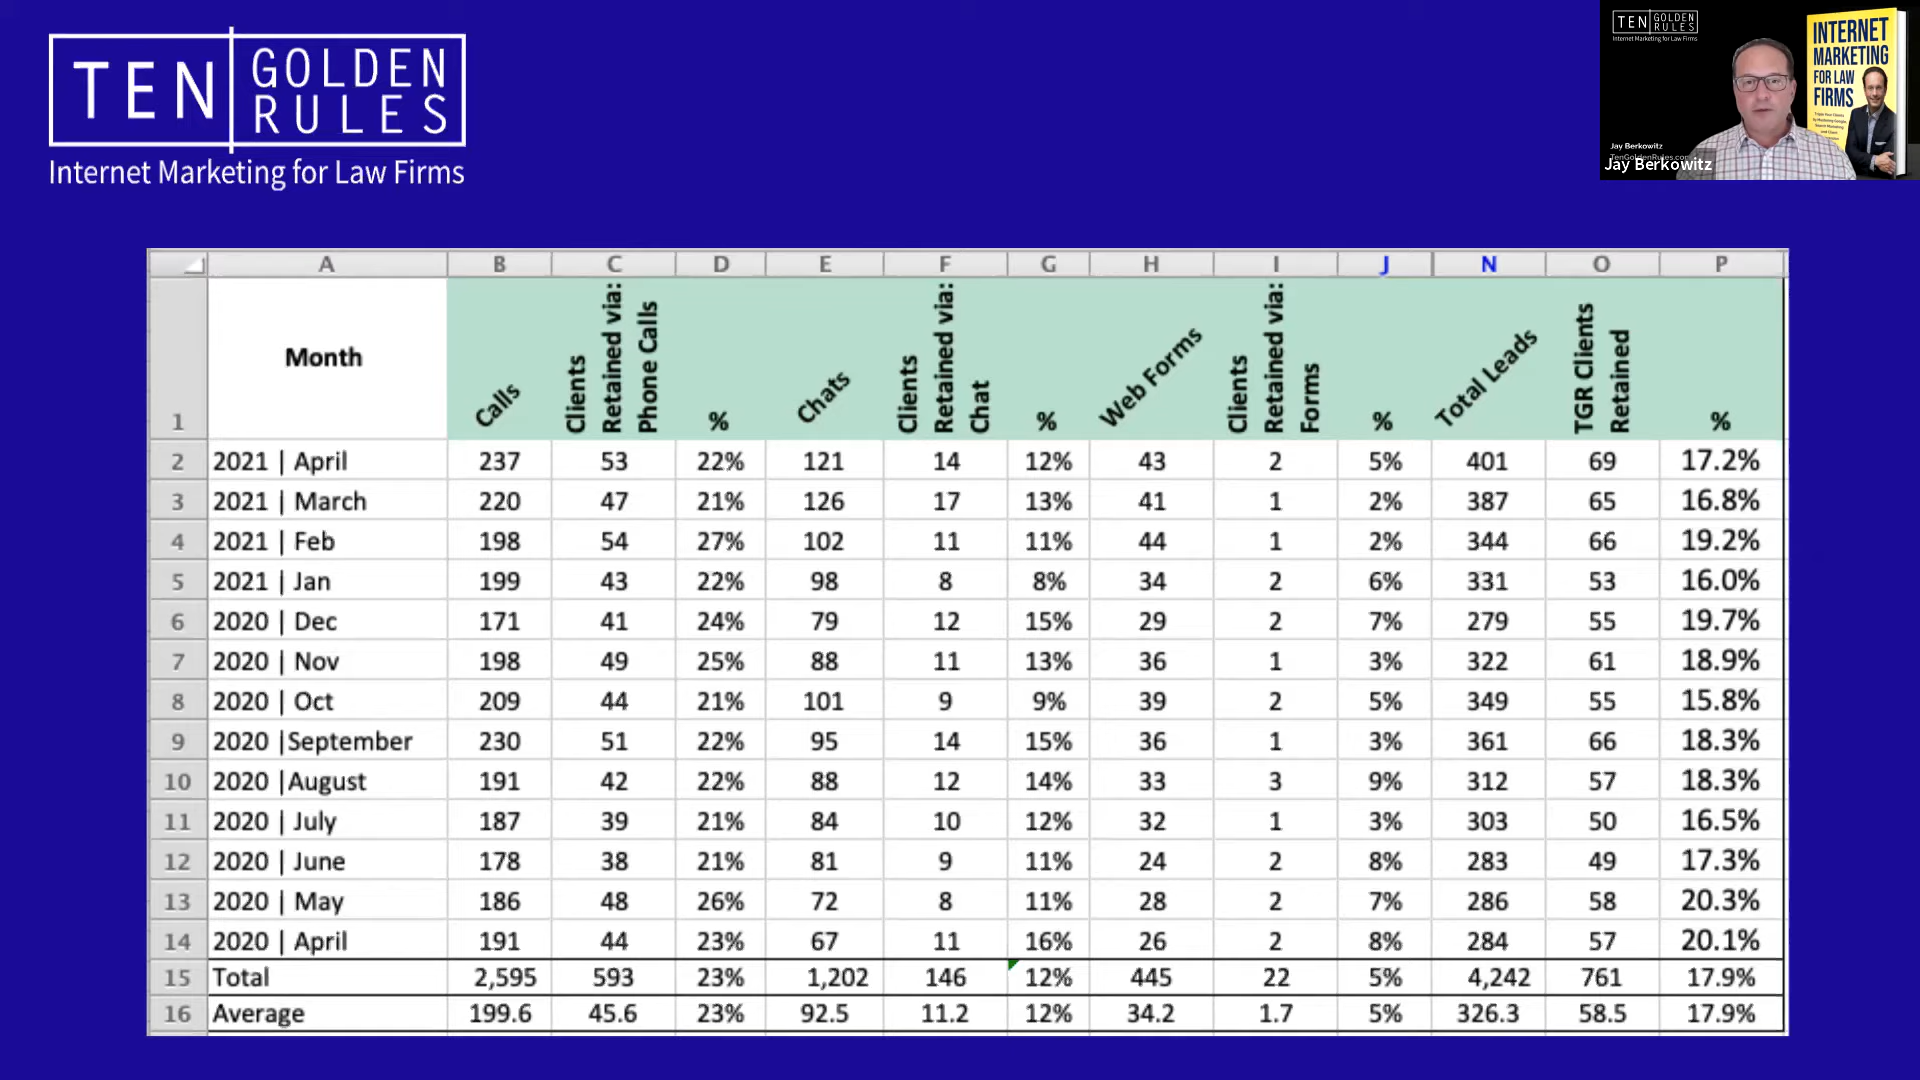 TEN GOLDEN RULES
Internet Marketing for Law Firms
TEN GOLDEN RULES
Internet Marketing for Law Firms
INTERNET
MARKETING
FOR LAW
FIRMS
Jay Berkowitz
Jay Berkowitz
A B C D E F G H I J N O P
1 Month Calls Clients Retained via: Phone Calls % Chats Clients Retained via: Chat % Web Forms Clients Retained via: Forms % Total Leads TGR Clients Retained %
2 2021 | April 237 53 22% 121 14 12% 43 2 5% 401 69 17.2%
3 2021 | March 220 47 21% 126 17 13% 41 1 2% 387 65 16.8%
4 2021 | Feb 198 54 27% 102 11 11% 44 1 2% 344 66 19.2%
5 2021 | Jan 199 43 22% 98 8 8% 34 2 6% 331 53 16.0%
6 2020 | Dec 171 41 24% 79 12 15% 29 2 7% 279 55 19.7%
7 2020 | Nov 198 49 25% 88 11 13% 36 1 3% 322 61 18.9%
8 2020 | Oct 209 44 21% 101 9 9% 39 2 5% 349 55 15.8%
9 2020 |September 230 51 22% 95 14 15% 36 1 3% 361 66 18.3%
10 2020 |August 191 42 22% 88 12 14% 33 3 9% 312 57 18.3%
11 2020 | July 187 39 21% 84 10 12% 32 1 3% 303 50 16.5%
12 2020 | June 178 38 21% 81 9 11% 24 2 8% 283 49 17.3%
13 2020 | May 186 48 26% 72 8 11% 28 2 7% 286 58 20.3%
14 2020 | April 191 44 23% 67 11 16% 26 2 8% 284 57 20.1%
15 Total 2,595 593 23% 1,202 146 12% 445 22 5% 4,242 761 17.9%
16 Average 199.6 45.6 23% 92.5 11.2 12% 34.2 1.7 5% 326.3 58.5 17.9%